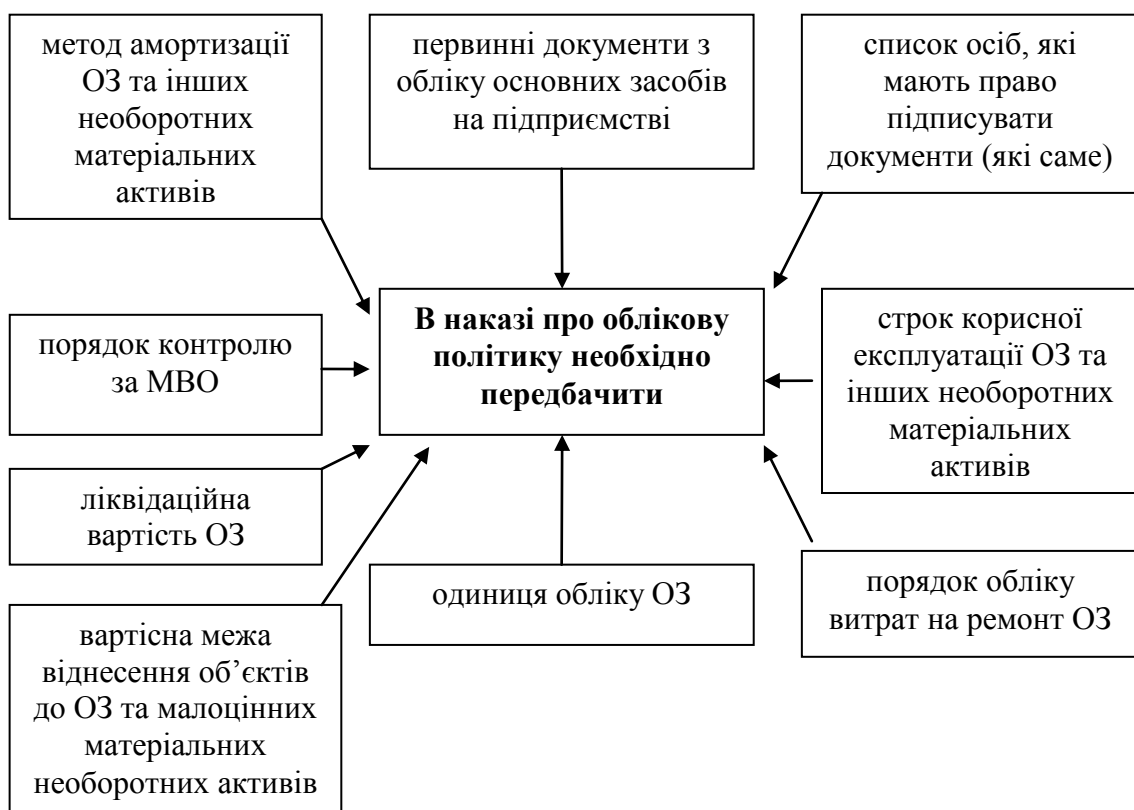 метод амортизації
ОЗ та інших
необоротних
матеріальних
активів
первинні документи з
обліку основних засобів
на підприємстві
список осіб, які
мають право
підписувати
документи (які саме)
порядок контролю
за МВО
В наказі про облікову
політику необхідно
передбачити
строк корисної
експлуатації ОЗ та
інших необоротних
матеріальних
активів
ліквідаційна
вартість ОЗ
одиниця обліку ОЗ
порядок обліку
витрат на ремонт ОЗ
вартісна межа
віднесення об’єктів
до ОЗ та малоцінних
матеріальних
необоротних активів